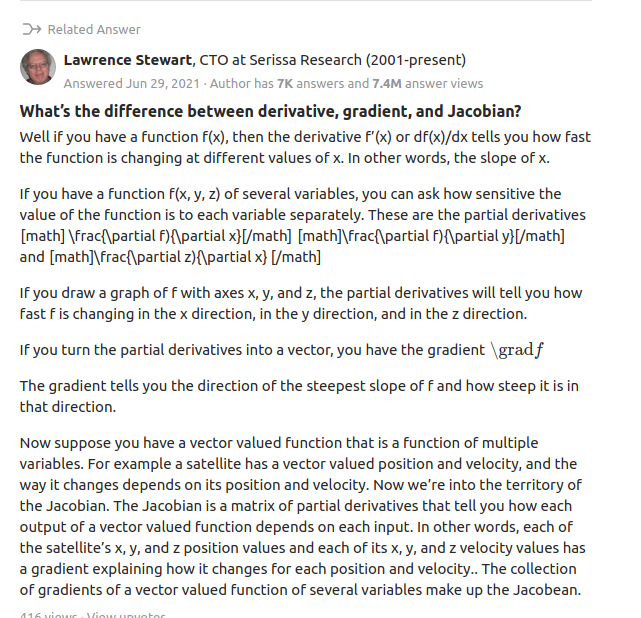 Related Answer
Lawrence Stewart, CTO at Serissa Research (2001-present)
Answered Jun 29, 2021 · Author has 7K answers and 7.4M answer views
What's the difference between derivative, gradient, and Jacobian?
Well if you have a function f(x), then the derivative f'(x) or df(x)/dx tells you how fast
the function is changing at different values of x. In other words, the slope of x.
If you have a function f(x, y, z) of several variables, you can ask how sensitive the
value of the function is to each variable separately. These are the partial derivatives
[math] \frac{\partial f}{\partial x}[/math] [math]\frac{\partial f}{\partial y}[/math]
and [math]\frac{\partial z}{\partial x} [/math]
If you draw a graph of f with axes x, y, and z, the partial derivatives will tell you how
fast f is changing in the x direction, in the y direction, and in the z direction.
If you turn the partial derivatives into a vector, you have the gradient \grad f
The gradient tells you the direction of the steepest slope of f and how steep it is in
that direction.
Now suppose you have a vector valued function that is a function of multiple
variables. For example a satellite has a vector valued position and velocity, and the
way it changes depends on its position and velocity. Now we're into the territory of
the Jacobian. The Jacobian is a matrix of partial derivatives that tell you how each
output of a vector valued function depends on each input. In other words, each of
the satellite's x, y, and z position values and each of its x, y, and z velocity values has
a gradient explaining how it changes for each position and velocity.. The collection
of gradients of a vector valued function of several variables make up the Jacobean.
416 views · View upvotes